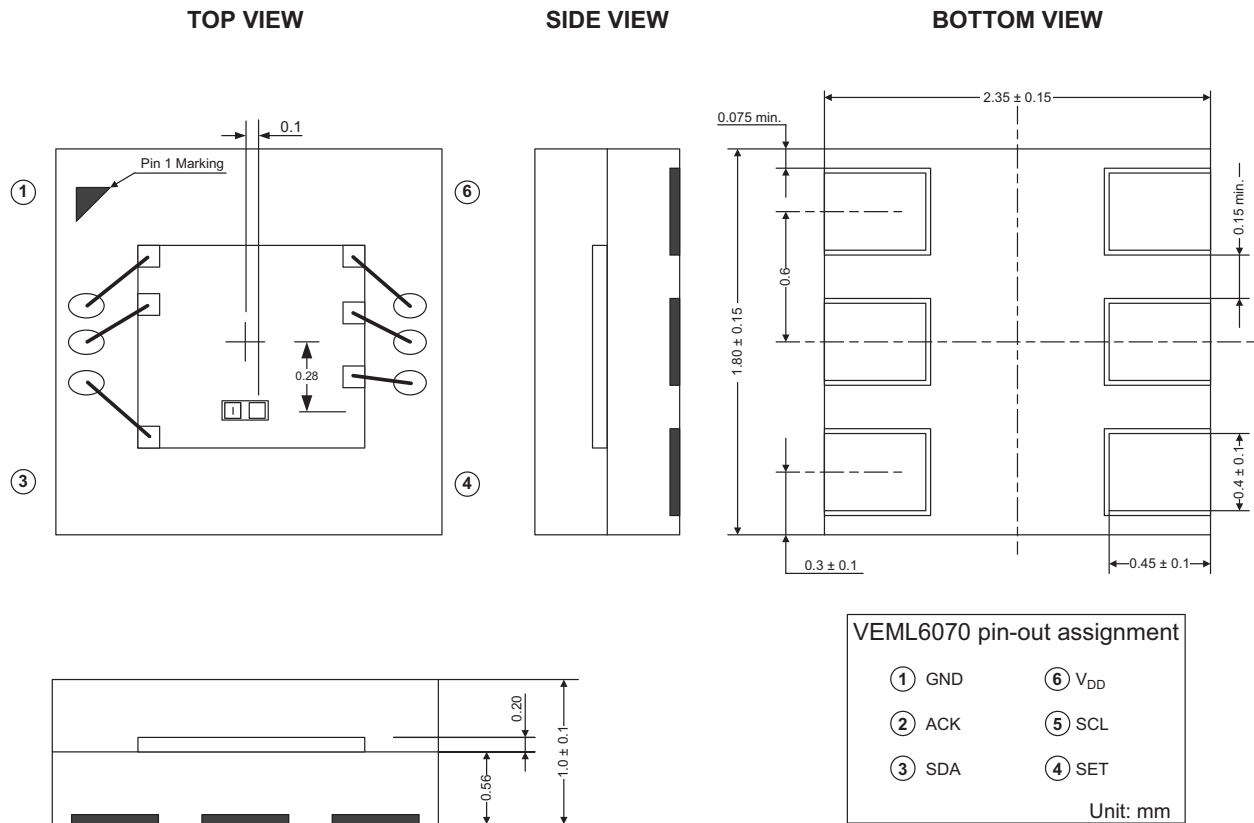 TOP VIEW
SIDE VIEW
BOTTOM VIEW
2.35 ± 0.15
0.075 min.
0.1
Pin 1 Marking
1
6
0.15 min.
0.6
1.80 ± 0.15
0.28
3
4
0.4 ± 0.1
0.3 ± 0.1
0.45 ± 0.1
VEML6070 pin-out assignment
1 GND
6 VDD
2 ACK
5 SCL
3 SDA
4 SET
Unit: mm
0.20
1.0 ± 0.1
0.56